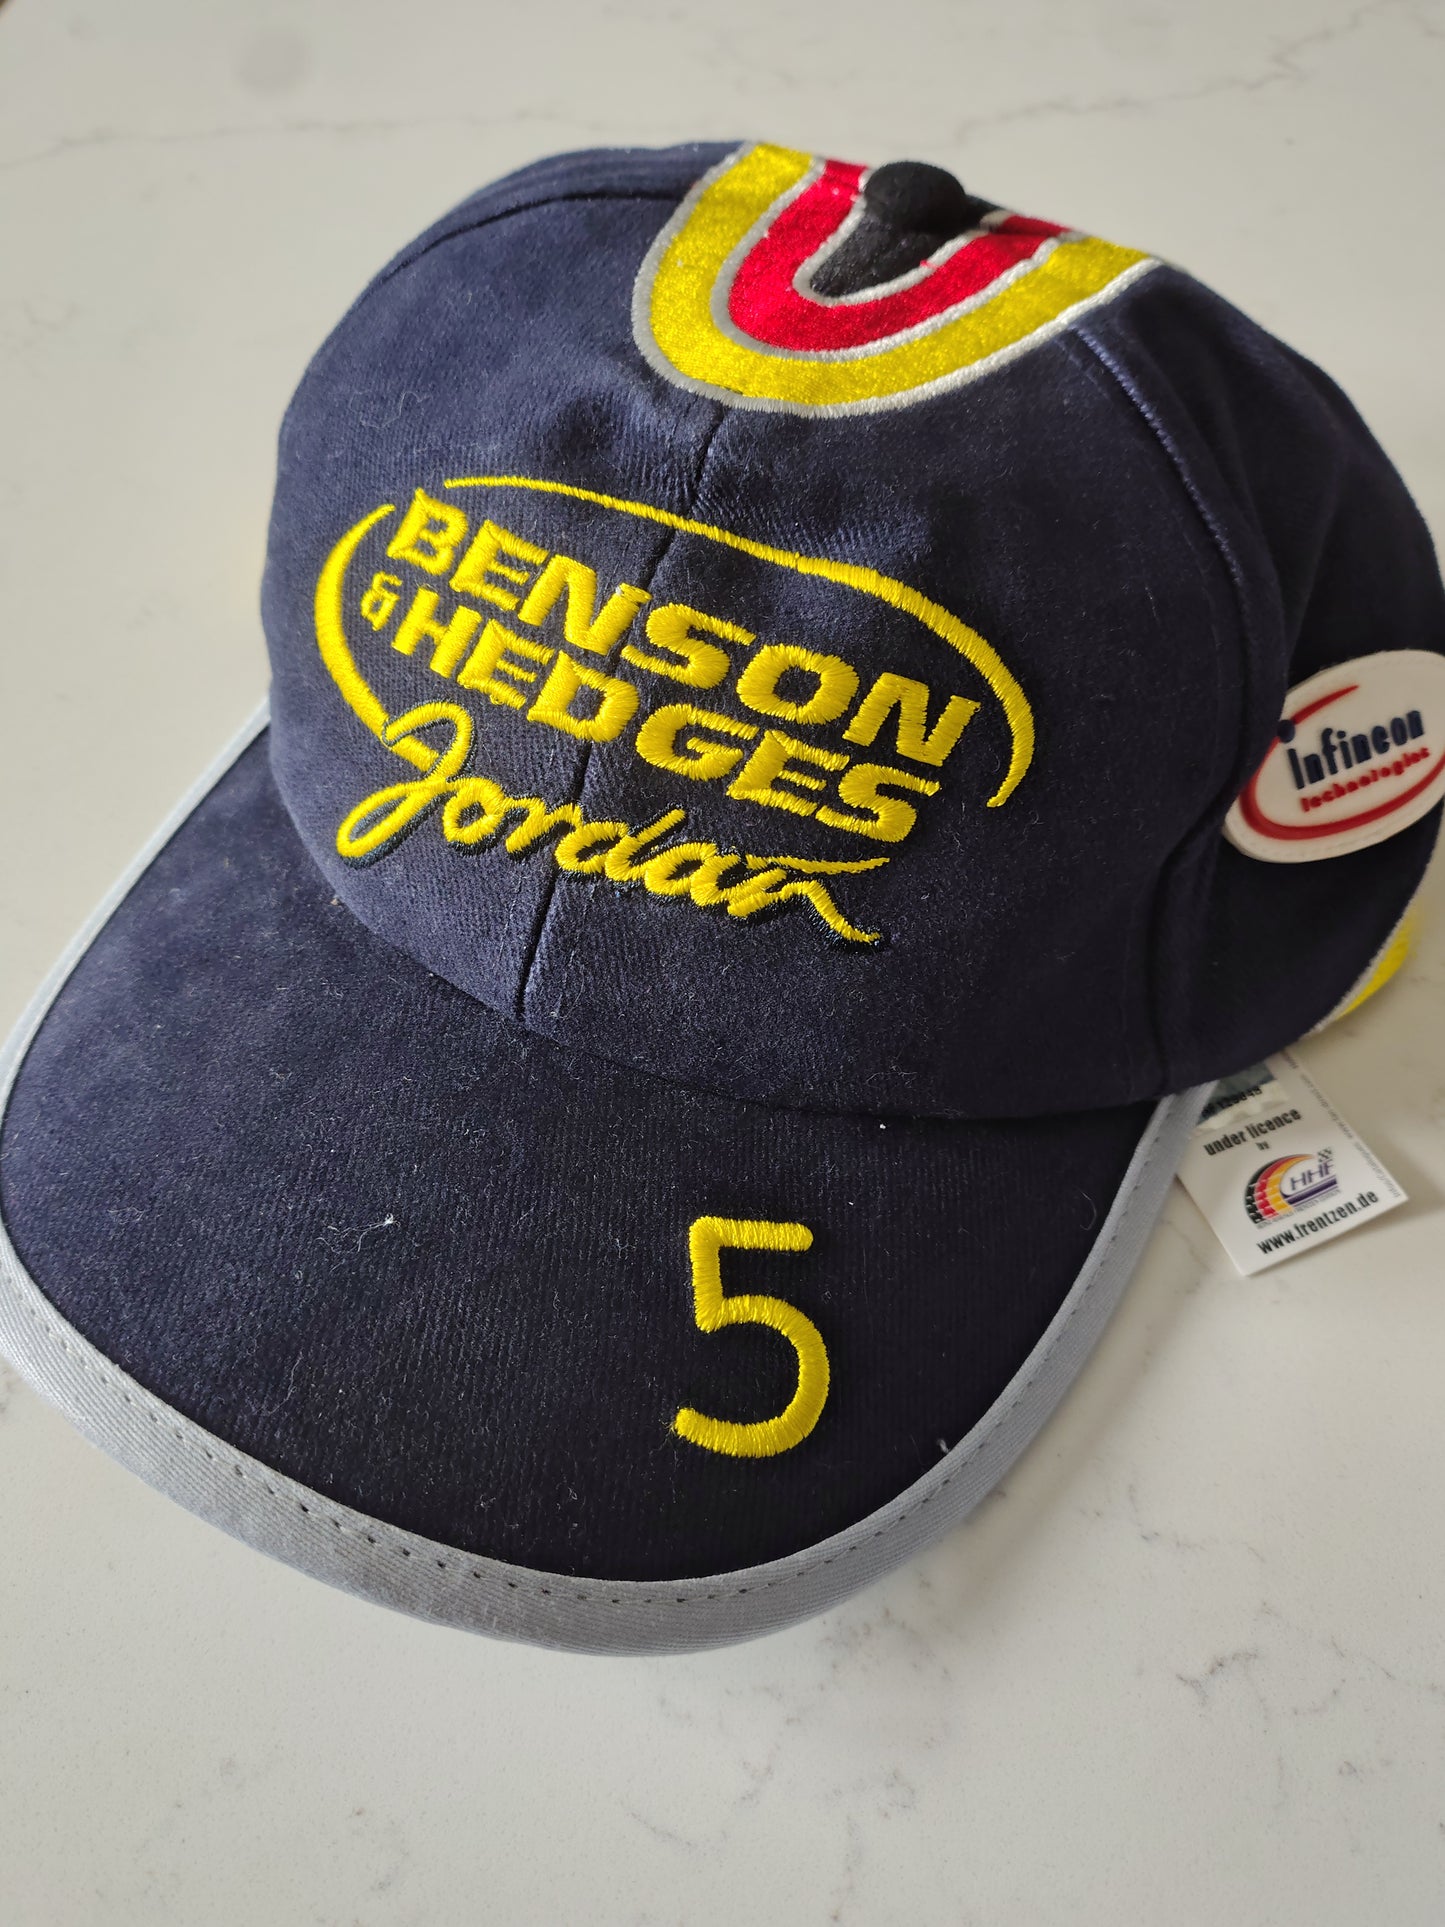 BENSON
& HEDGES
Jordan
infineon
technologies
under licence
by
HHF
www.frentzen.de
5